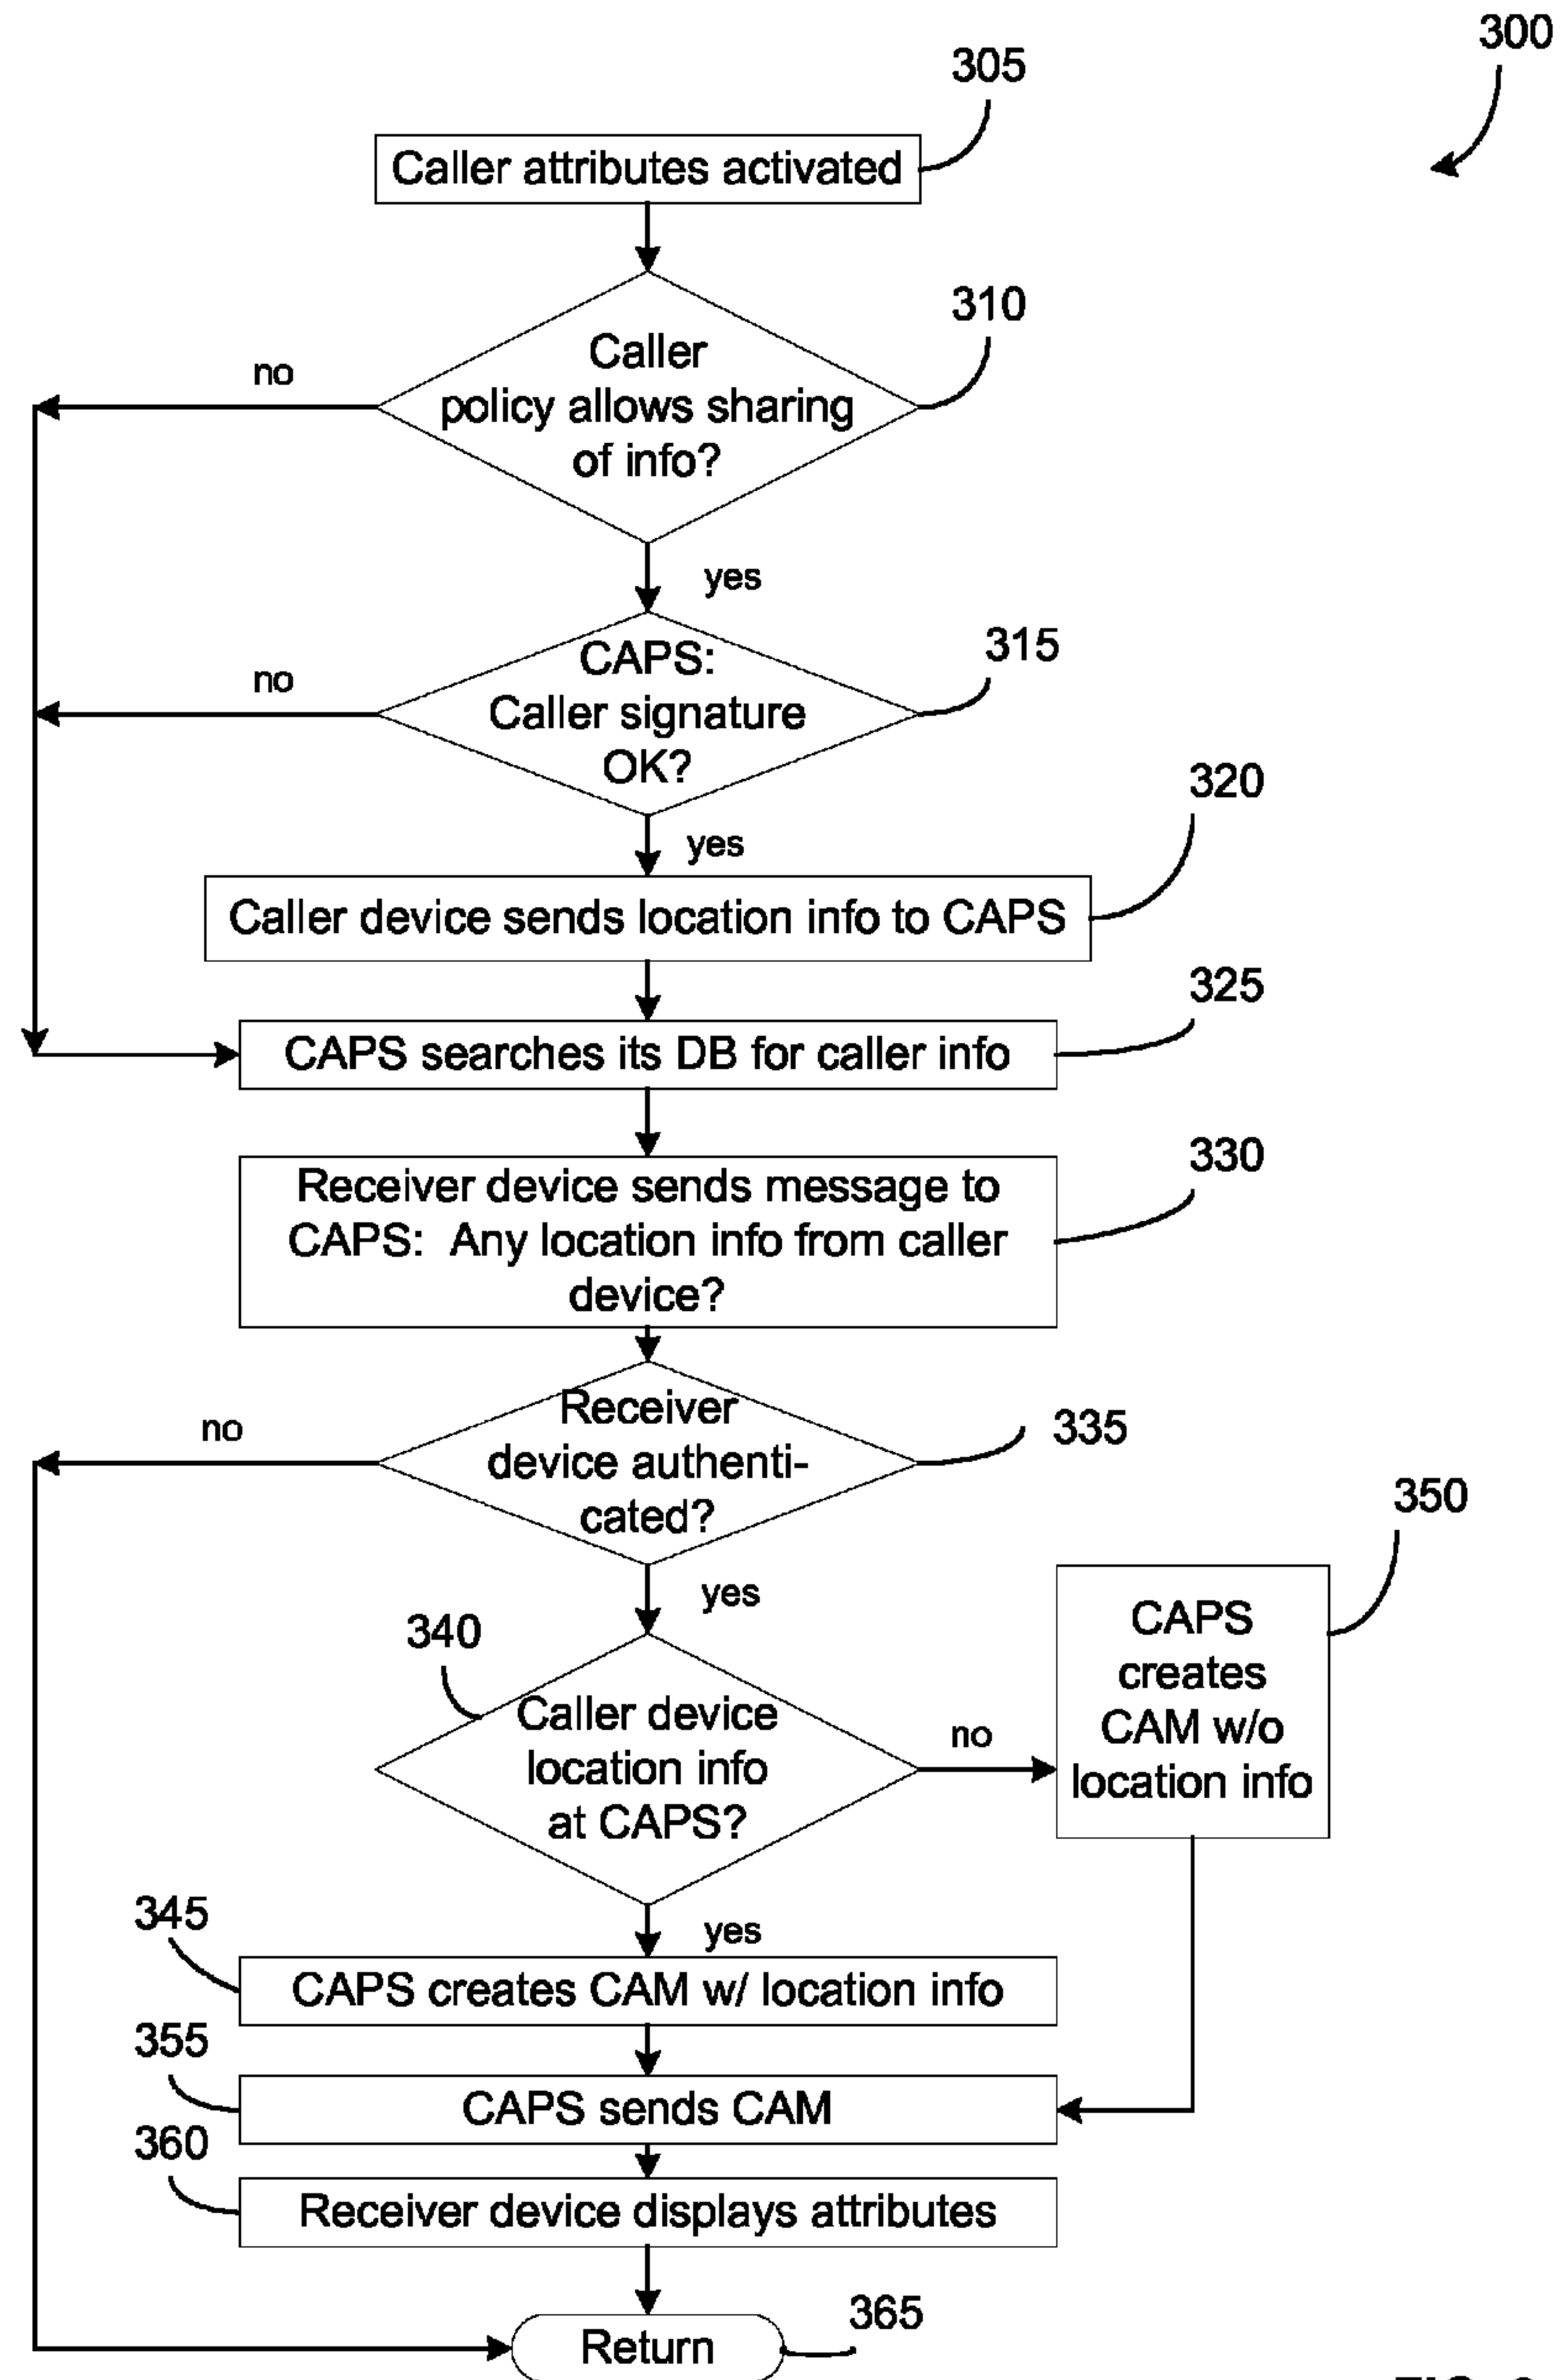 300
305
Caller attributes activated
310
Caller
policy allows sharing
of info?
no
yes
315
CAPS:
Caller signature
OK?
no
yes
320
Caller device sends location info to CAPS
325
CAPS searches its DB for caller info
330
Receiver device sends message to
CAPS: Any location info from caller
device?
335
Receiver
device authenti-
cated?
no
yes
340
Caller device
location info
at CAPS?
no
350
CAPS
creates
CAM w/o
location info
yes
345
CAPS creates CAM w/ location info
355
CAPS sends CAM
360
Receiver device displays attributes
365
Return